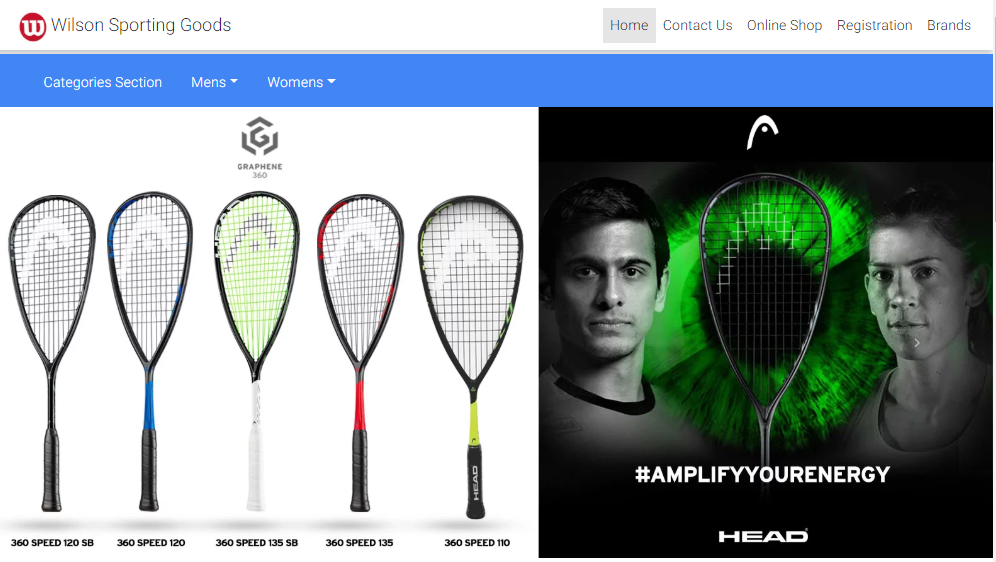 Wilson Sporting Goods
Home Contact Us Online Shop Registration Brands
Categories Section Mens Womens
GRAPHENE
360
HEAD
#AMPLIFYYOURENERGY
HEAD
360 SPEED 120 SB 360 SPEED 120 360 SPEED 135 SB 360 SPEED 135 360 SPEED 110